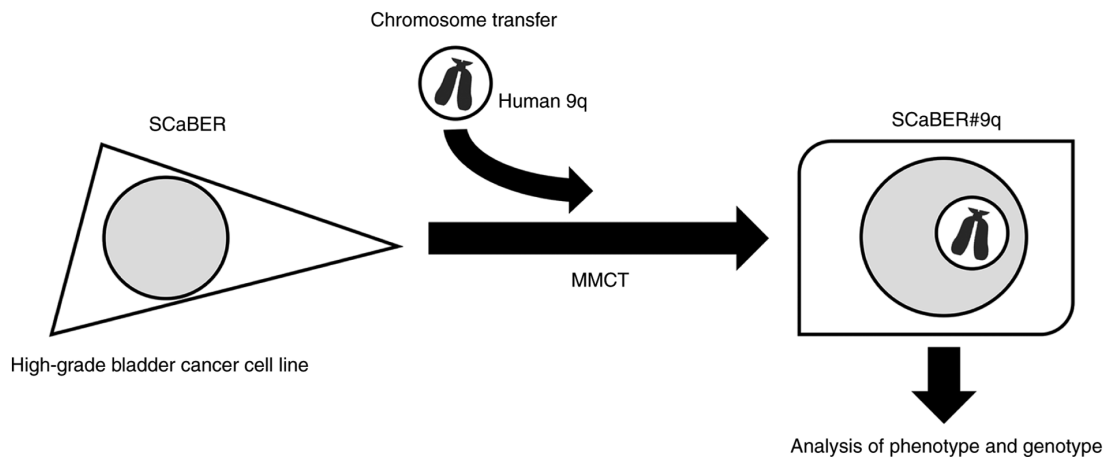 Chromosome transfer
Human 9q
SCaBER
SCaBER#9q
MMCT
High-grade bladder cancer cell line
Analysis of phenotype and genotype